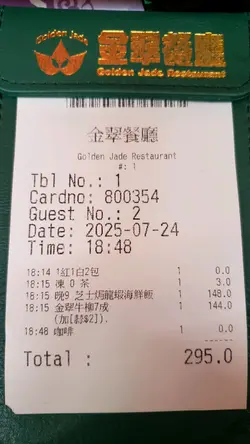 Golden Jade
金翠餐廳
Golden Jade Restaurant
金翠餐廳
Golden Jade Restaurant
#: 1
Tbl No.: 1
Cardno: 800354
Guest No.: 2
Date: 2025-07-24
Time: 18:48
18:14 1紅1白2包 1 0.0
18:15 凍 0 茶 1 3.0
18:15 晚9 芝士焗龍蝦海鮮飯 1 148.0
18:15 金翠牛柳7成 1 144.0
18:48 咖啡 1 0.0
Total : 295.0